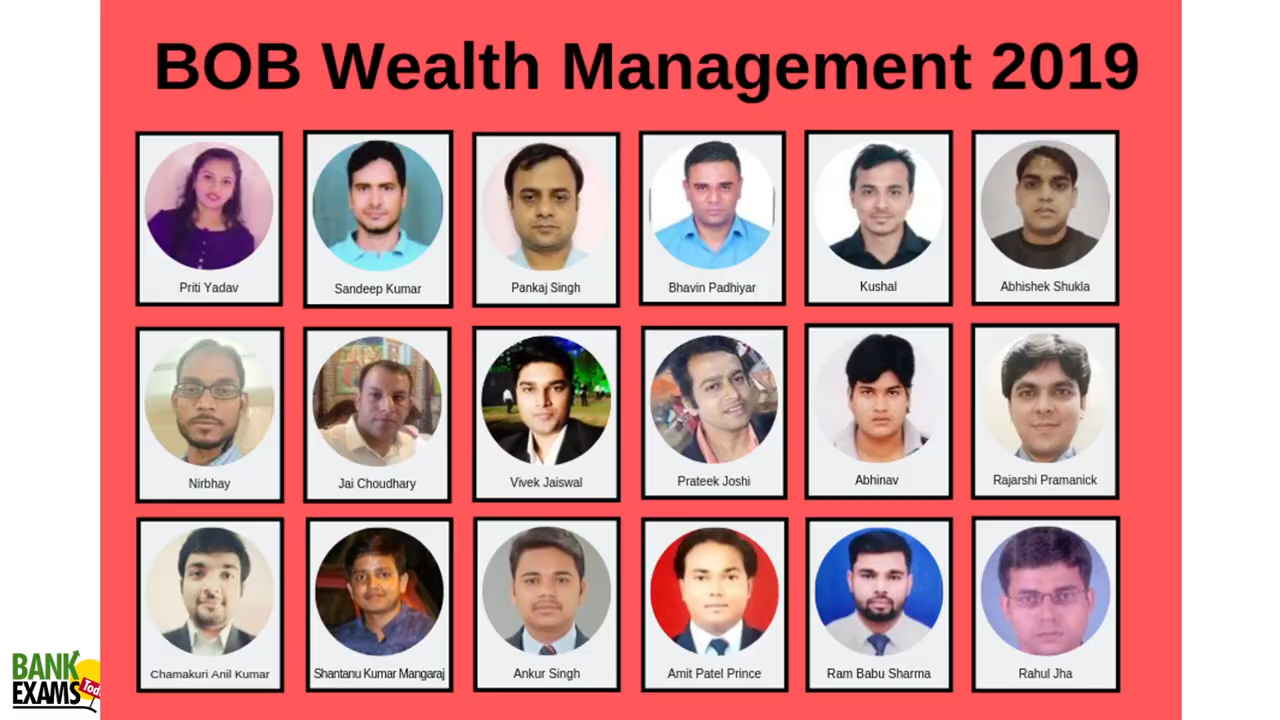 BOB Wealth Management 2019
Priti Yadav
Sandeep Kumar
Pankaj Singh
Bhavin Padhiyar
Kushal
Abhishek Shukla
Nirbhay
Jai Choudhary
Vivek Jaiswal
Prateek Joshi
Abhinav
Rajarshi Pramanick
Chamakuri Anil Kumar
Shantanu Kumar Mangaraj
Ankur Singh
Amit Patel Prince
Ram Babu Sharma
Rahul Jha
BANK
EXAMS